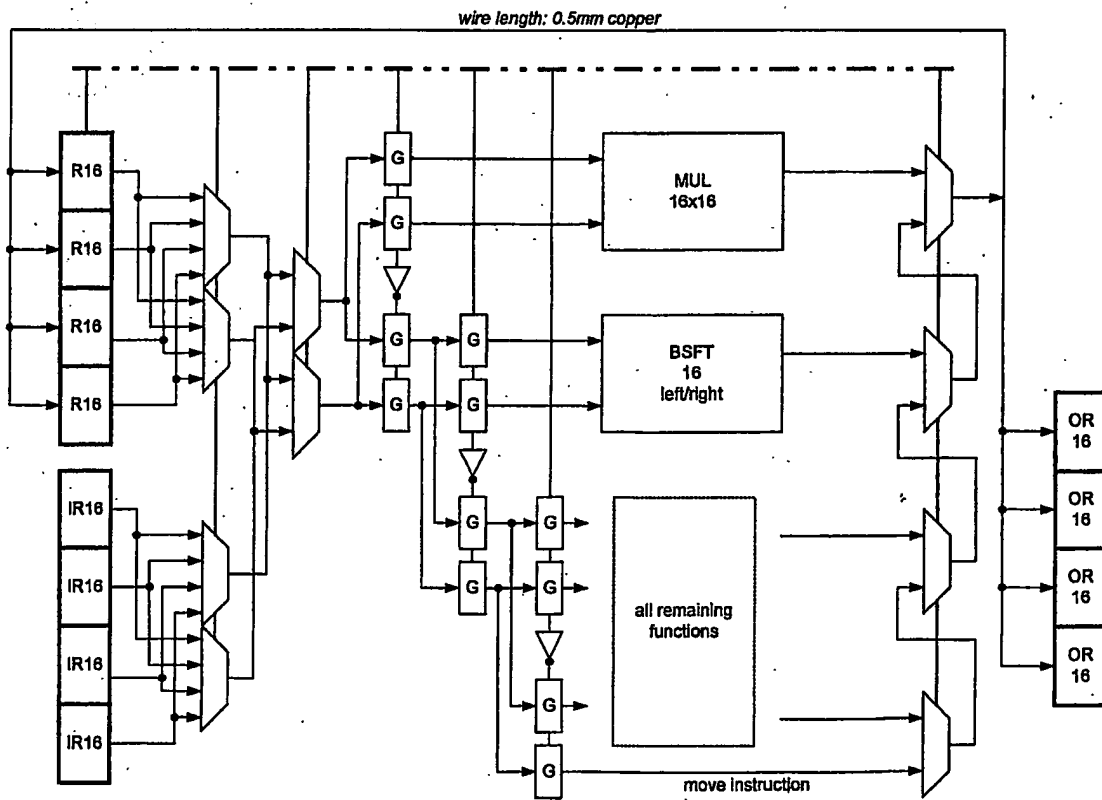 wire length: 0.5mm copper
R16
R16
R16
R16
IR16
IR16
IR16
IR16
G
G
G
G
G
G
G
G
G
G
G
G
MUL
16x16
BSFT
16
left/right
all remaining
functions
move instruction
OR
16
OR
16
OR
16
OR
16